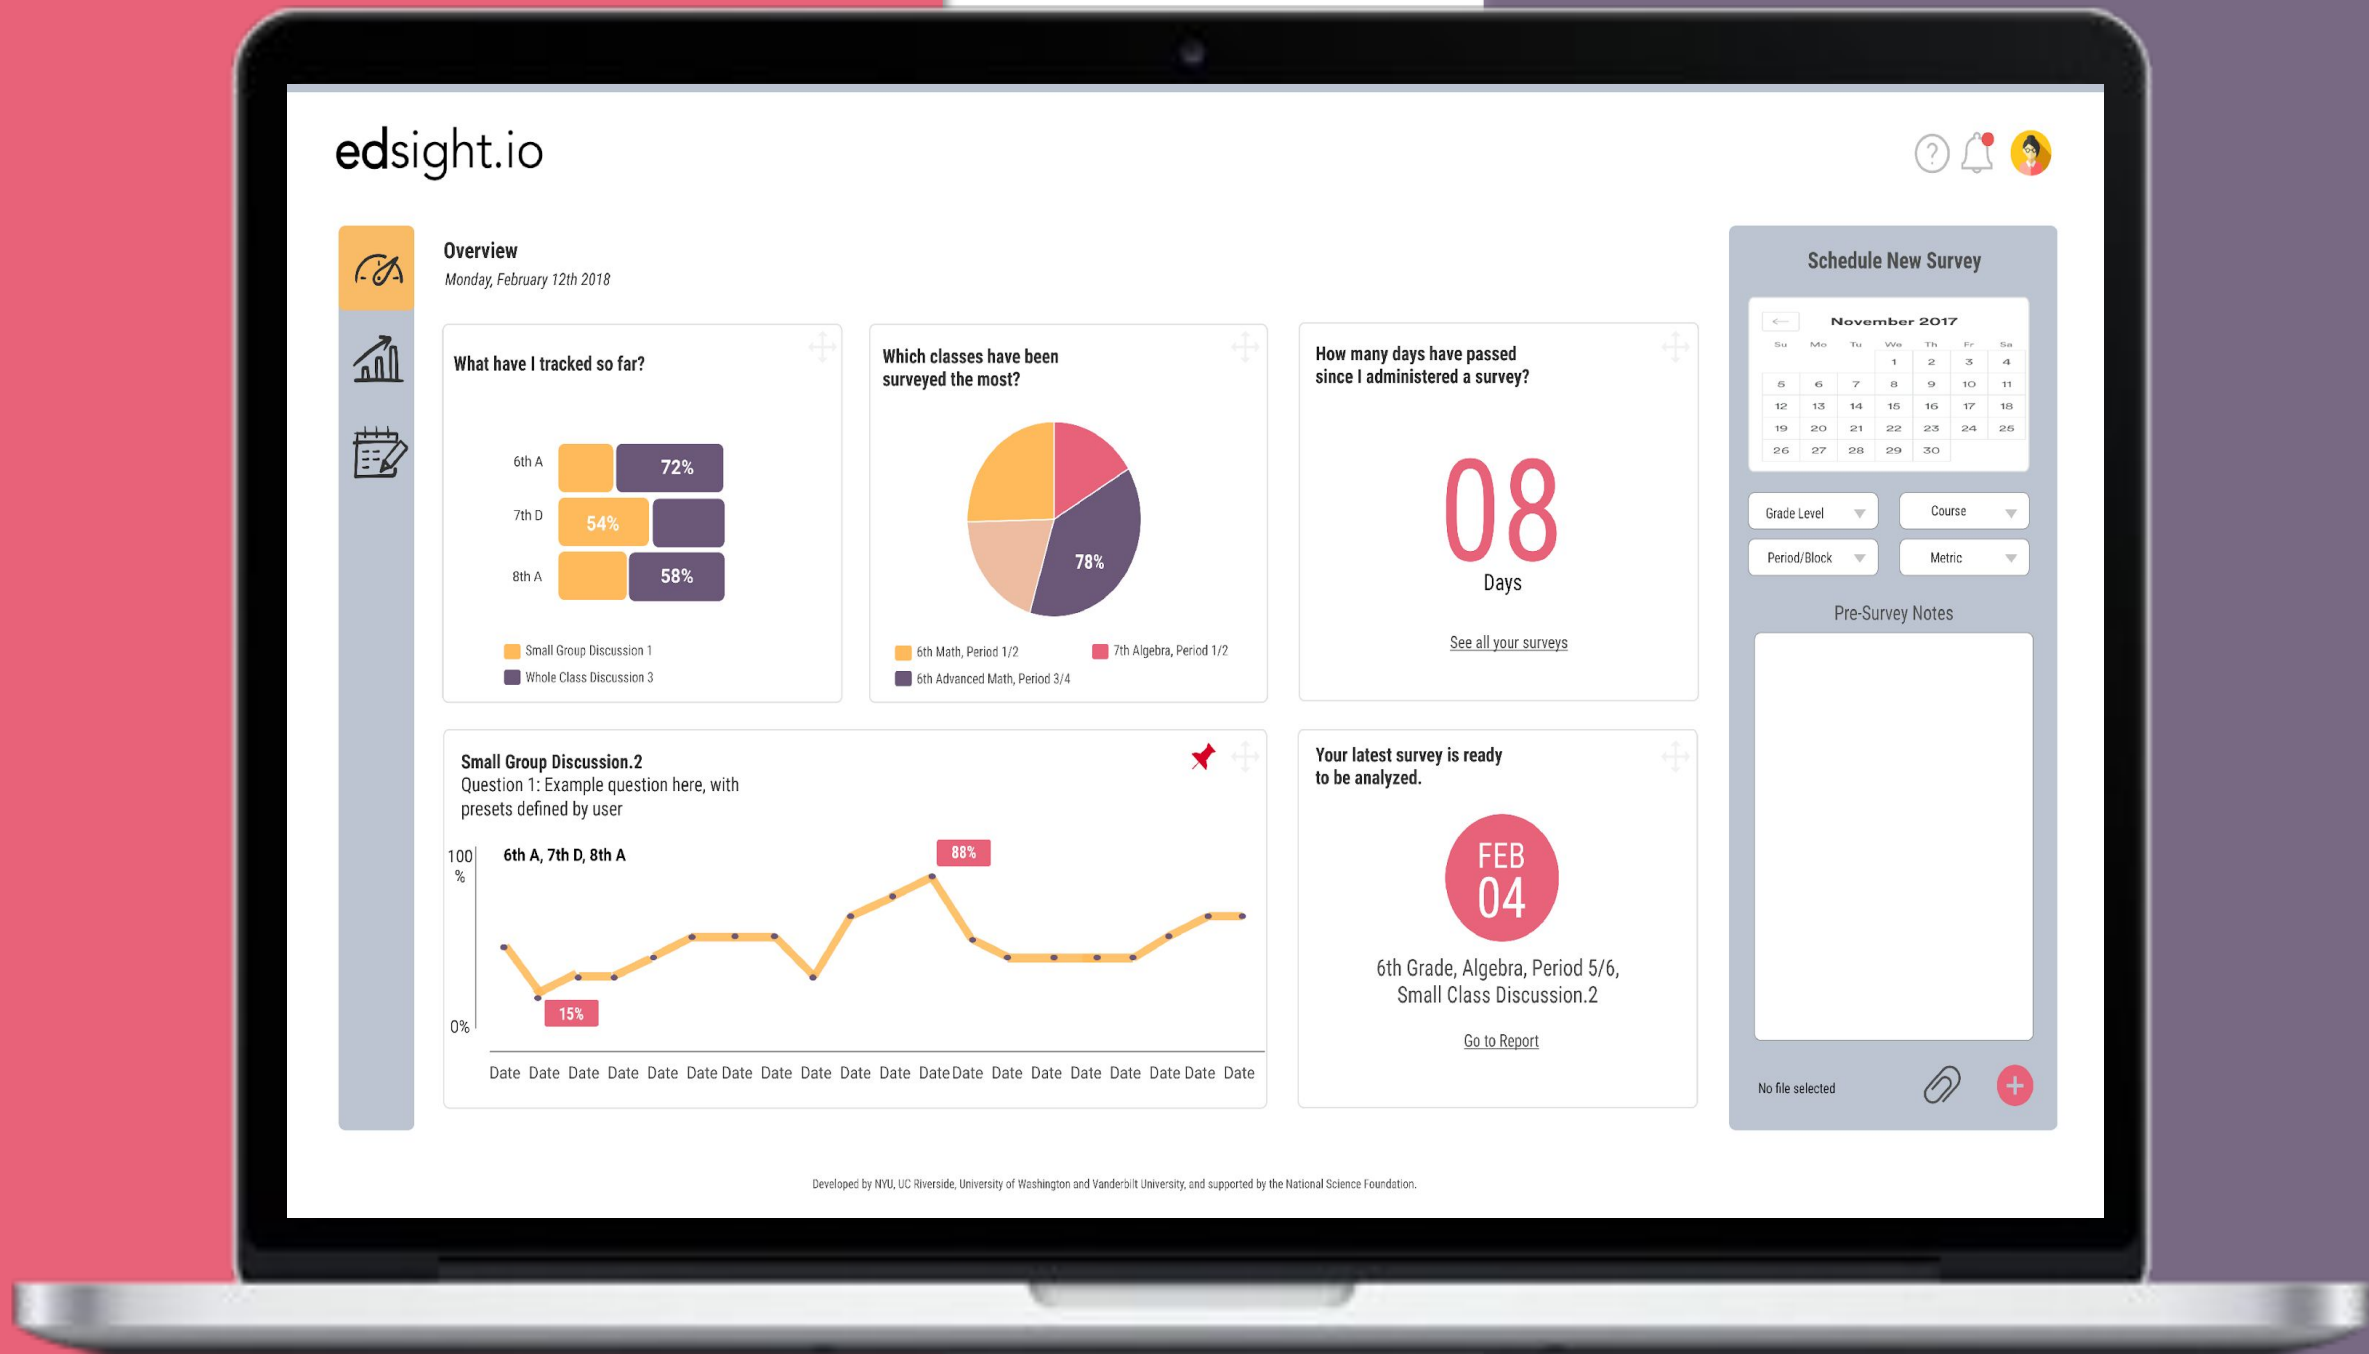 edsight.io
?
Overview
Monday, February 12th 2018
What have I tracked so far?
6th A
72%
7th D
54%
8th A
58%
Small Group Discussion 1
Whole Class Discussion 3
Which classes have been
surveyed the most?
78%
6th Math, Period 1/2
7th Algebra, Period 1/2
6th Advanced Math, Period 3/4
How many days have passed
since I administered a survey?
08
Days
See all your surveys
Small Group Discussion.2
Question 1: Example question here, with
presets defined by user
100
%
6th A, 7th D, 8th A
88%
15%
0%
Date Date Date Date Date Date Date Date Date Date Date Date Date Date Date Date Date Date Date Date
Your latest survey is ready
to be analyzed.
FEB
04
6th Grade, Algebra, Period 5/6,
Small Class Discussion.2
Go to Report
Schedule New Survey
November 2017
Su Mo Tu We Th Fr Sa
1 2 3 4
5 6 7 8 9 10 11
12 13 14 15 16 17 18
19 20 21 22 23 24 25
26 27 28 29 30
Grade Level
Course
Period/Block
Metric
Pre-Survey Notes
No file selected
+
Developed by NYU, UC Riverside, University of Washington and Vanderbilt University, and supported by the National Science Foundation.